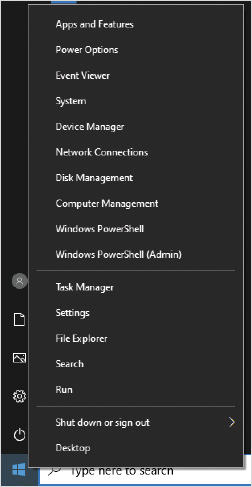 Apps and Features
Power Options
Event Viewer
System
Device Manager
Network Connections
Disk Management
Computer Management
Windows PowerShell
Windows PowerShell (Admin)
Task Manager
Settings
File Explorer
Search
Run
Shut down or sign out
Desktop
Type here to search